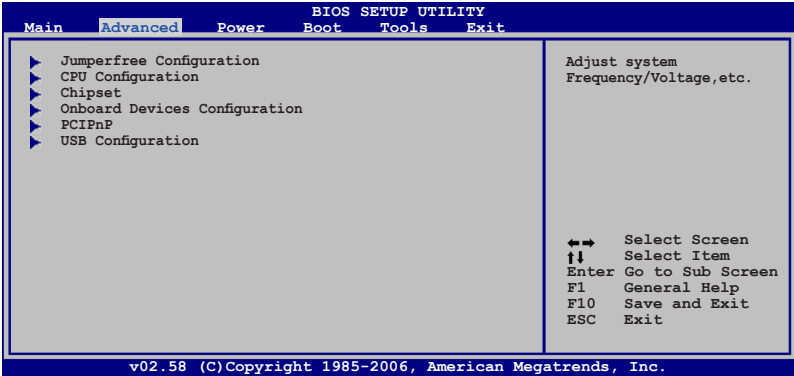 BIOS SETUP UTILITY
Main Advanced Power Boot Tools Exit
Jumperfree Configuration
CPU Configuration
Chipset
Onboard Devices Configuration
PCIPnP
USB Configuration
Adjust system
Frequency/Voltage,etc.
←→ Select Screen
↑↓ Select Item
Enter Go to Sub Screen
F1 General Help
F10 Save and Exit
ESC Exit
v02.58 (C)Copyright 1985-2006, American Megatrends, Inc.